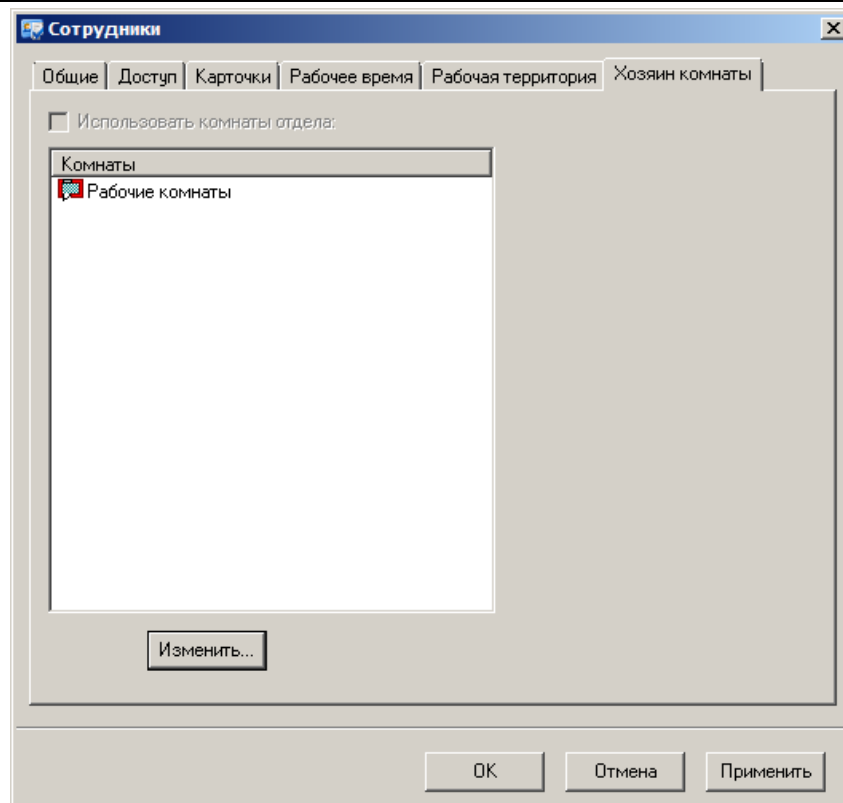 Сотрудники
Общие Доступ Карточки Рабочее время Рабочая территория Хозяин комнаты
Использовать комнаты отдела:
Комнаты
Рабочие комнаты
Изменить...
OK Отмена Применить